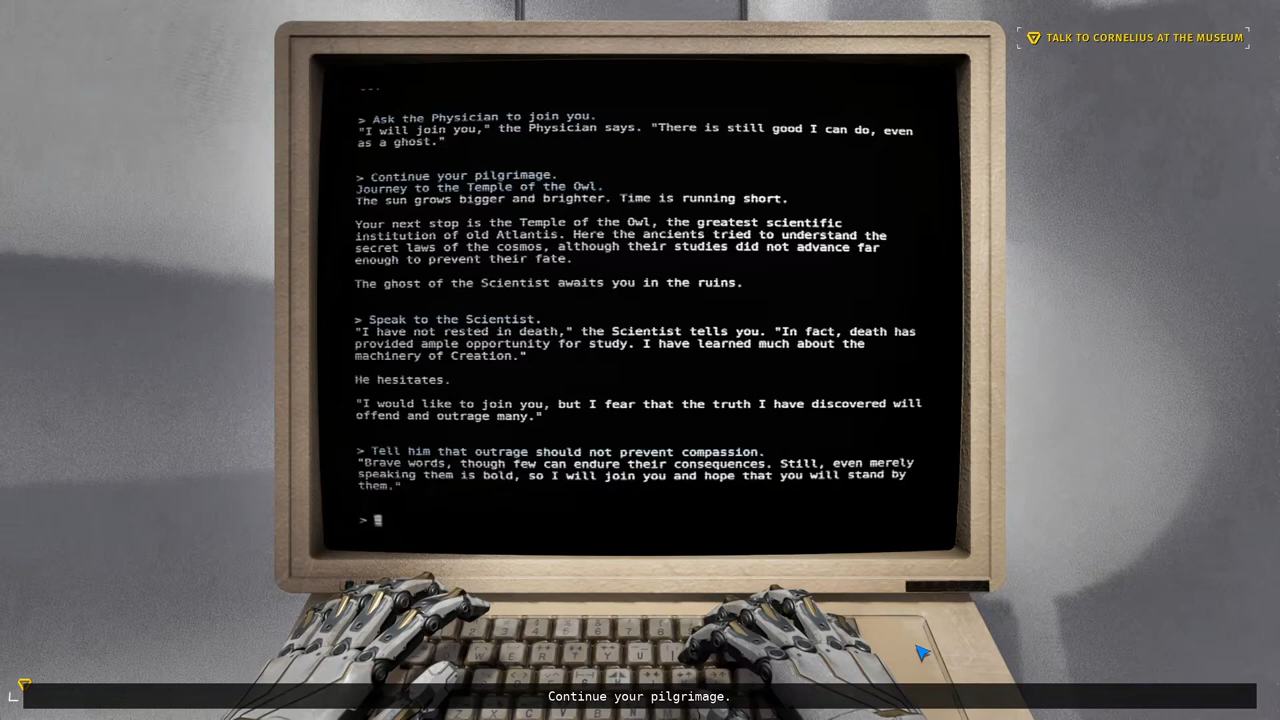 TALK TO CORNELIUS AT THE MUSEUM
> Ask the Physician to join you.
"I will join you," the Physician says. "There is still good I can do, even
as a ghost."
> Continue your pilgrimage.
Journey to the Temple of the Owl.
The sun grows bigger and brighter. Time is running short.
Your next stop is the Temple of the Owl, the greatest scientific
institution of old Atlantis. Here the ancients tried to understand the
secret laws of the cosmos, although their studies did not advance far
enough to prevent their fate.
The ghost of the Scientist awaits you in the ruins.
> Speak to the Scientist.
"I have not rested in death," the Scientist tells you. "In fact, death has
provided ample opportunity for study. I have learned much about the
machinery of Creation."
He hesitates.
"I would like to join you, but I fear that the truth I have discovered will
offend and outrage many."
> Tell him that outrage should not prevent compassion.
"Brave words, though few can endure their consequences. Still, even merely
speaking them is bold, so I will join you and hope that you will stand by
them."
>
Continue your pilgrimage.